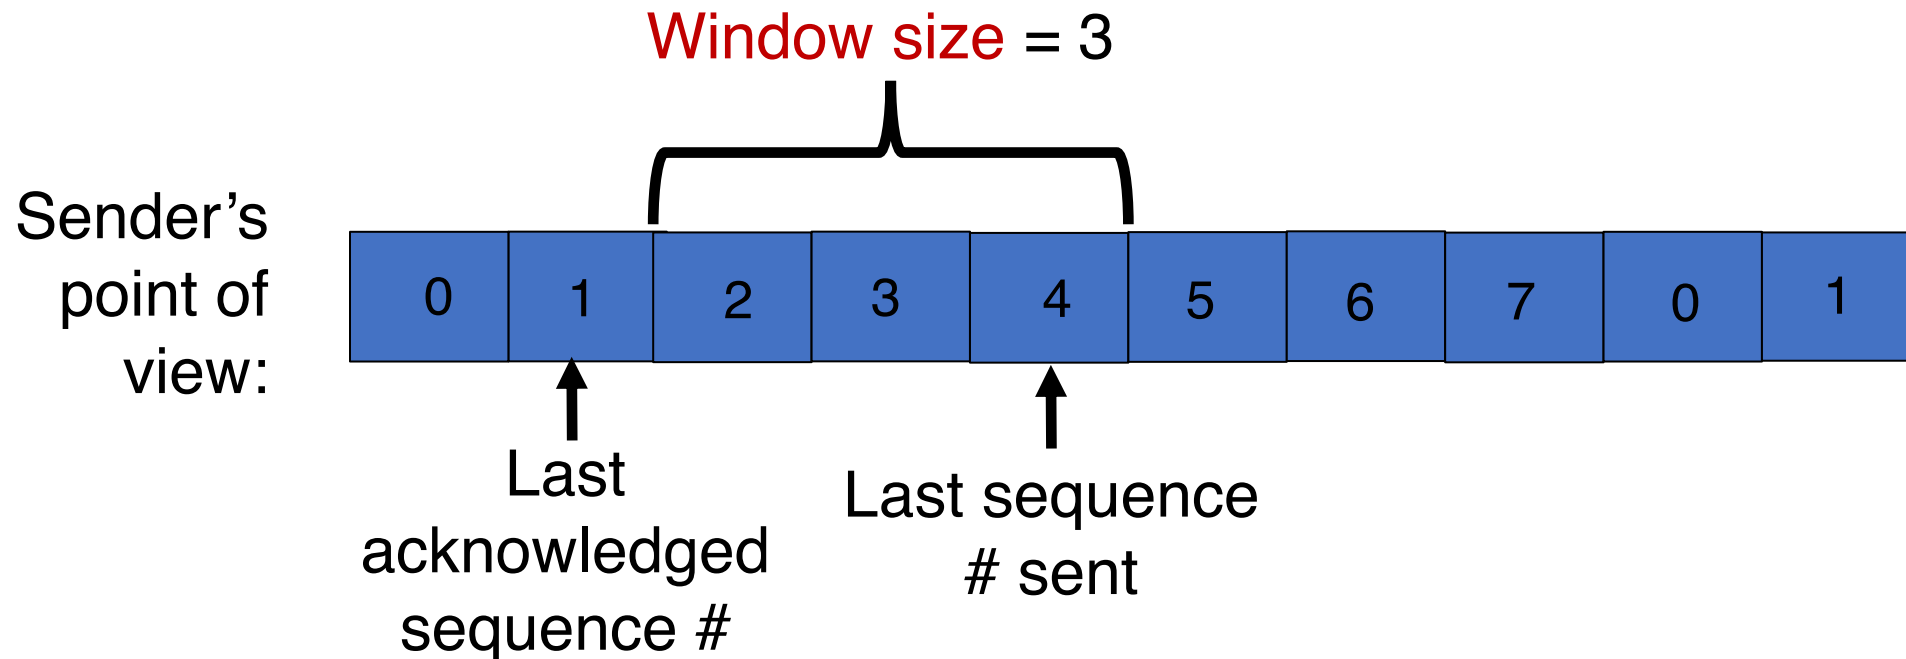 Window size = 3
Sender’s
point of
view:
0 1 2 3 4 5 6 7 0 1
Last
acknowledged
sequence #
Last sequence
# sent